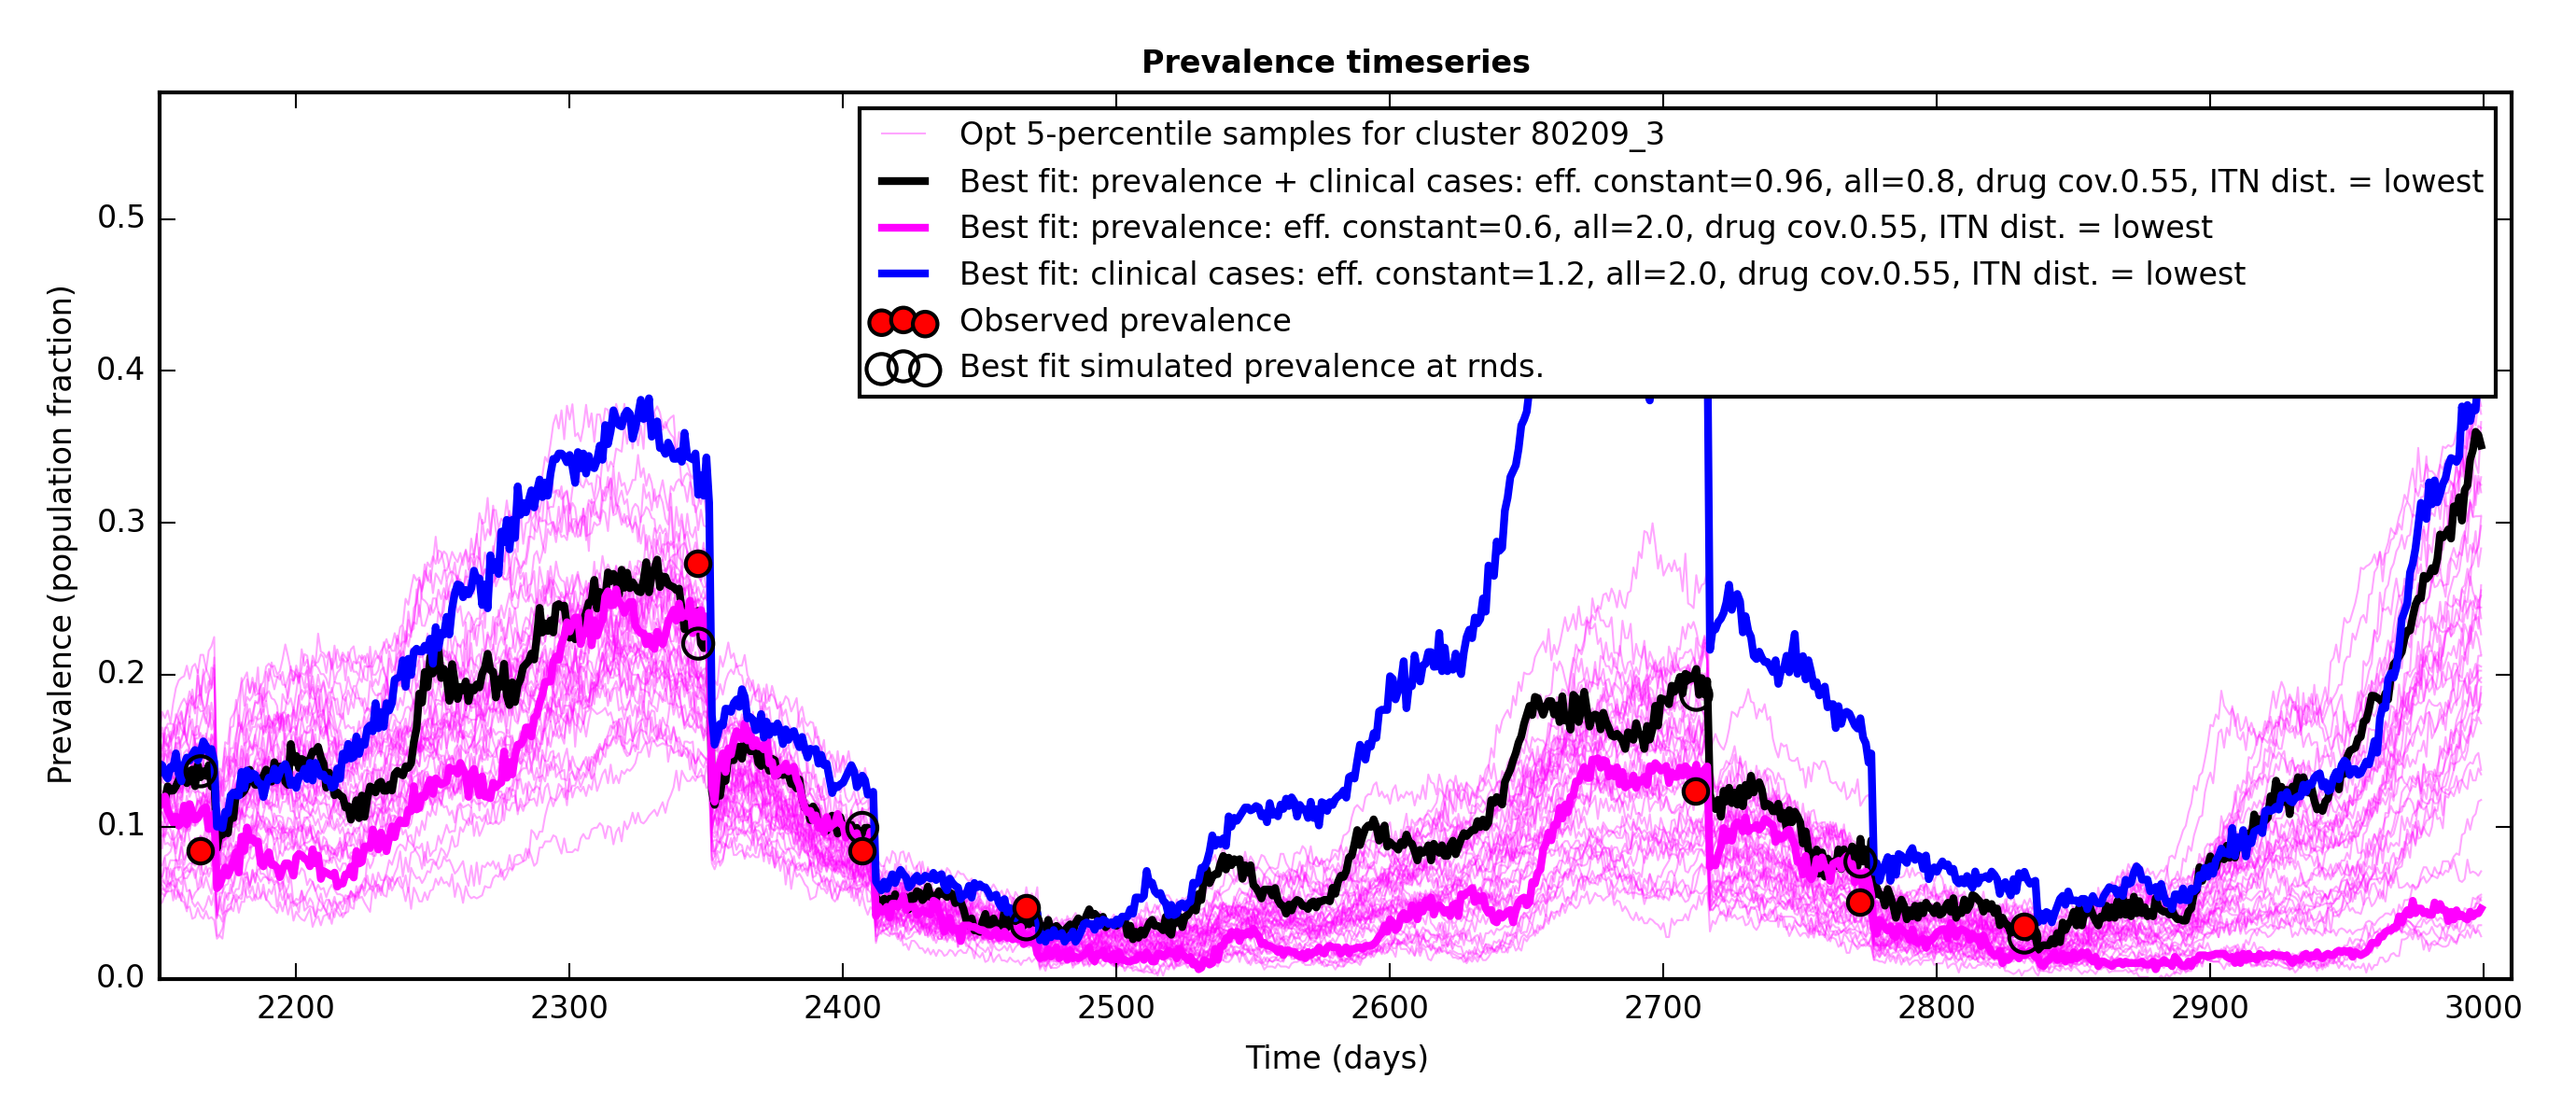 Prevalence timeseries
Opt 5-percentile samples for cluster 80209_3
Best fit: prevalence + clinical cases: eff. constant=0.96, all=0.8, drug cov.0.55, ITN dist. = lowest
Best fit: prevalence: eff. constant=0.6, all=2.0, drug cov.0.55, ITN dist. = lowest
Best fit: clinical cases: eff. constant=1.2, all=2.0, drug cov.0.55, ITN dist. = lowest
Observed prevalence
Best fit simulated prevalence at rnds.
Prevalence (population fraction)
0.5
0.4
0.3
0.2
0.1
0.0
2200 2300 2400 2500 2600 2700 2800 2900 3000
Time (days)